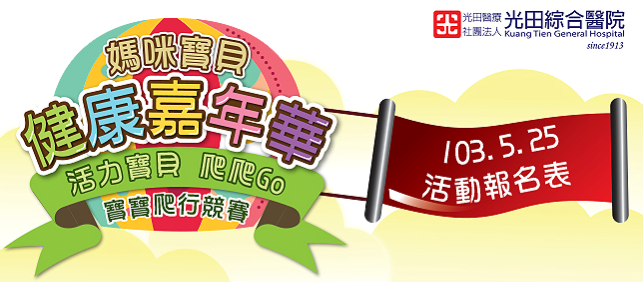 光田醫療
社團法人
光田綜合醫院
Kuang Tien General Hospital
since1913
媽咪寶貝
健康嘉年華
活力寶貝 爬爬Go
寶寶爬行競賽
103.5.25
活動報名表